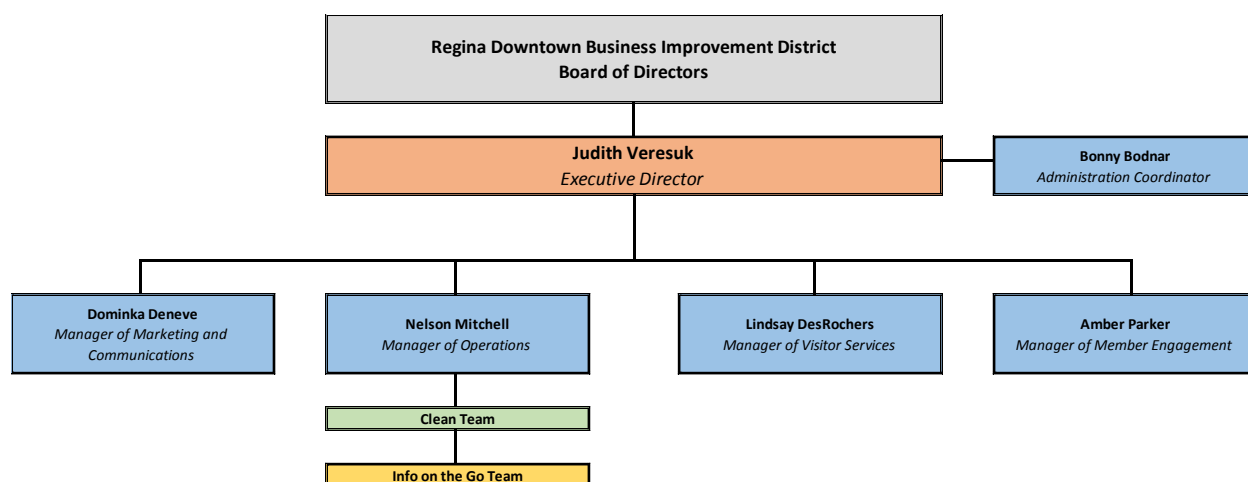 Regina Downtown Business Improvement District
Board of Directors
Judith Veresuk
Executive Director
Bonny Bodnar
Administration Coordinator
Dominka Deneve
Manager of Marketing and
Communications
Nelson Mitchell
Manager of Operations
Lindsay DesRochers
Manager of Visitor Services
Amber Parker
Manager of Member Engagement
Clean Team
Info on the Go Team